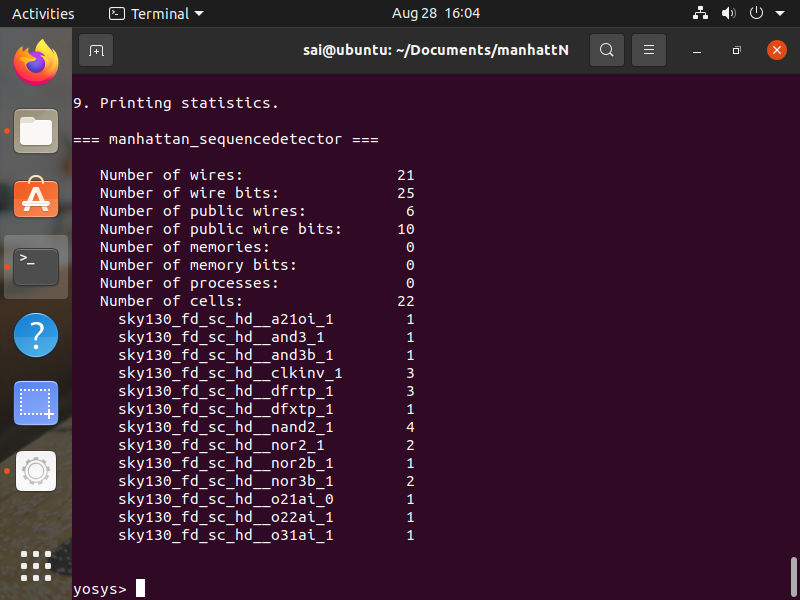 Activities Terminal Aug 28 16:04
sai@ubuntu: ~/Documents/manhattN
9. Printing statistics.
=== manhattan_sequencedetector ===
Number of wires: 21
Number of wire bits: 25
Number of public wires: 6
Number of public wire bits: 10
Number of memories: 0
Number of memory bits: 0
Number of processes: 0
Number of cells: 22
sky130_fd_sc_hd__a21oi_1 1
sky130_fd_sc_hd__and3_1 1
sky130_fd_sc_hd__and3b_1 1
sky130_fd_sc_hd__clkinv_1 3
sky130_fd_sc_hd__dfrtp_1 3
sky130_fd_sc_hd__dfxtp_1 1
sky130_fd_sc_hd__nand2_1 4
sky130_fd_sc_hd__nor2_1 2
sky130_fd_sc_hd__nor2b_1 1
sky130_fd_sc_hd__nor3b_1 2
sky130_fd_sc_hd__o21ai_0 1
sky130_fd_sc_hd__o22ai_1 1
sky130_fd_sc_hd__o31ai_1 1
yosys>